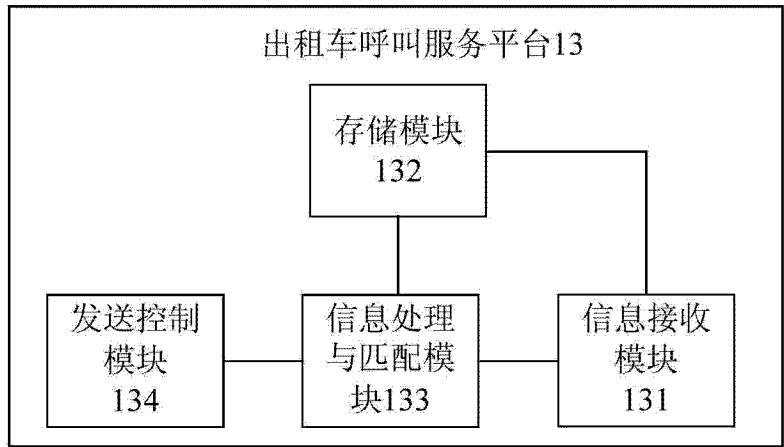 出租车呼叫服务平台13
存储模块
132
发送控制
模块
134
信息处理
与匹配模
块133
信息接收
模块
131